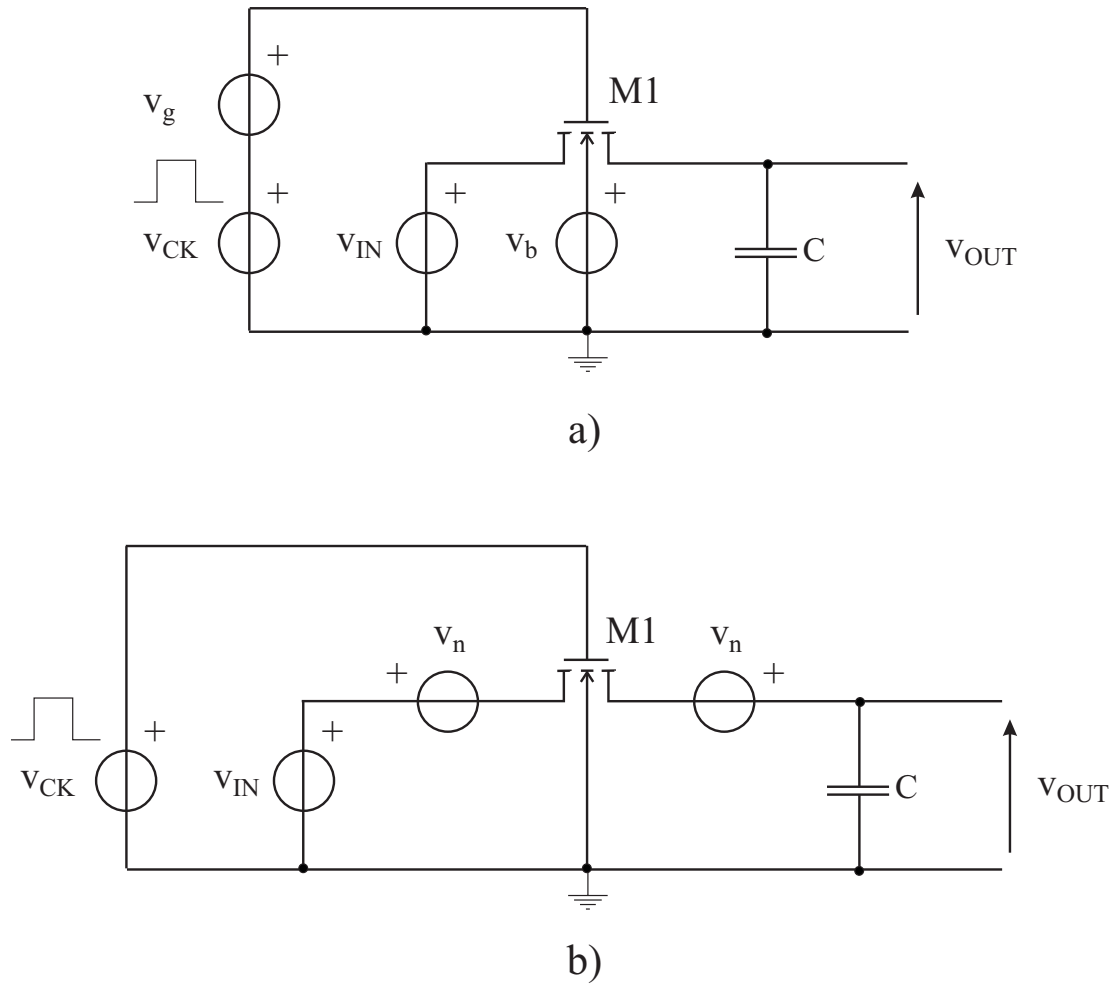 +
v_g
M1
+
+
+
v_CK
v_IN
v_b
C
v_OUT
a)
M1
v_n
v_n
+
+
+
+
v_CK
v_IN
C
v_OUT
b)